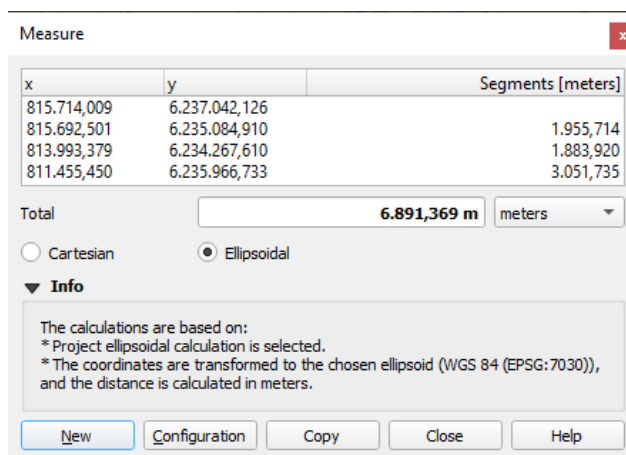 Measure
x
x y Segments [meters]
815.714,009 6.237.042,126
815.692,501 6.235.084,910 1.955,714
813.993,379 6.234.267,610 1.883,920
811.455,450 6.235.966,733 3.051,735
Total 6.891,369 m meters
Cartesian Ellipsoidal
Info
The calculations are based on:
* Project ellipsoidal calculation is selected.
* The coordinates are transformed to the chosen ellipsoid (WGS 84 (EPSG:7030)),
and the distance is calculated in meters.
New Configuration Copy Close Help